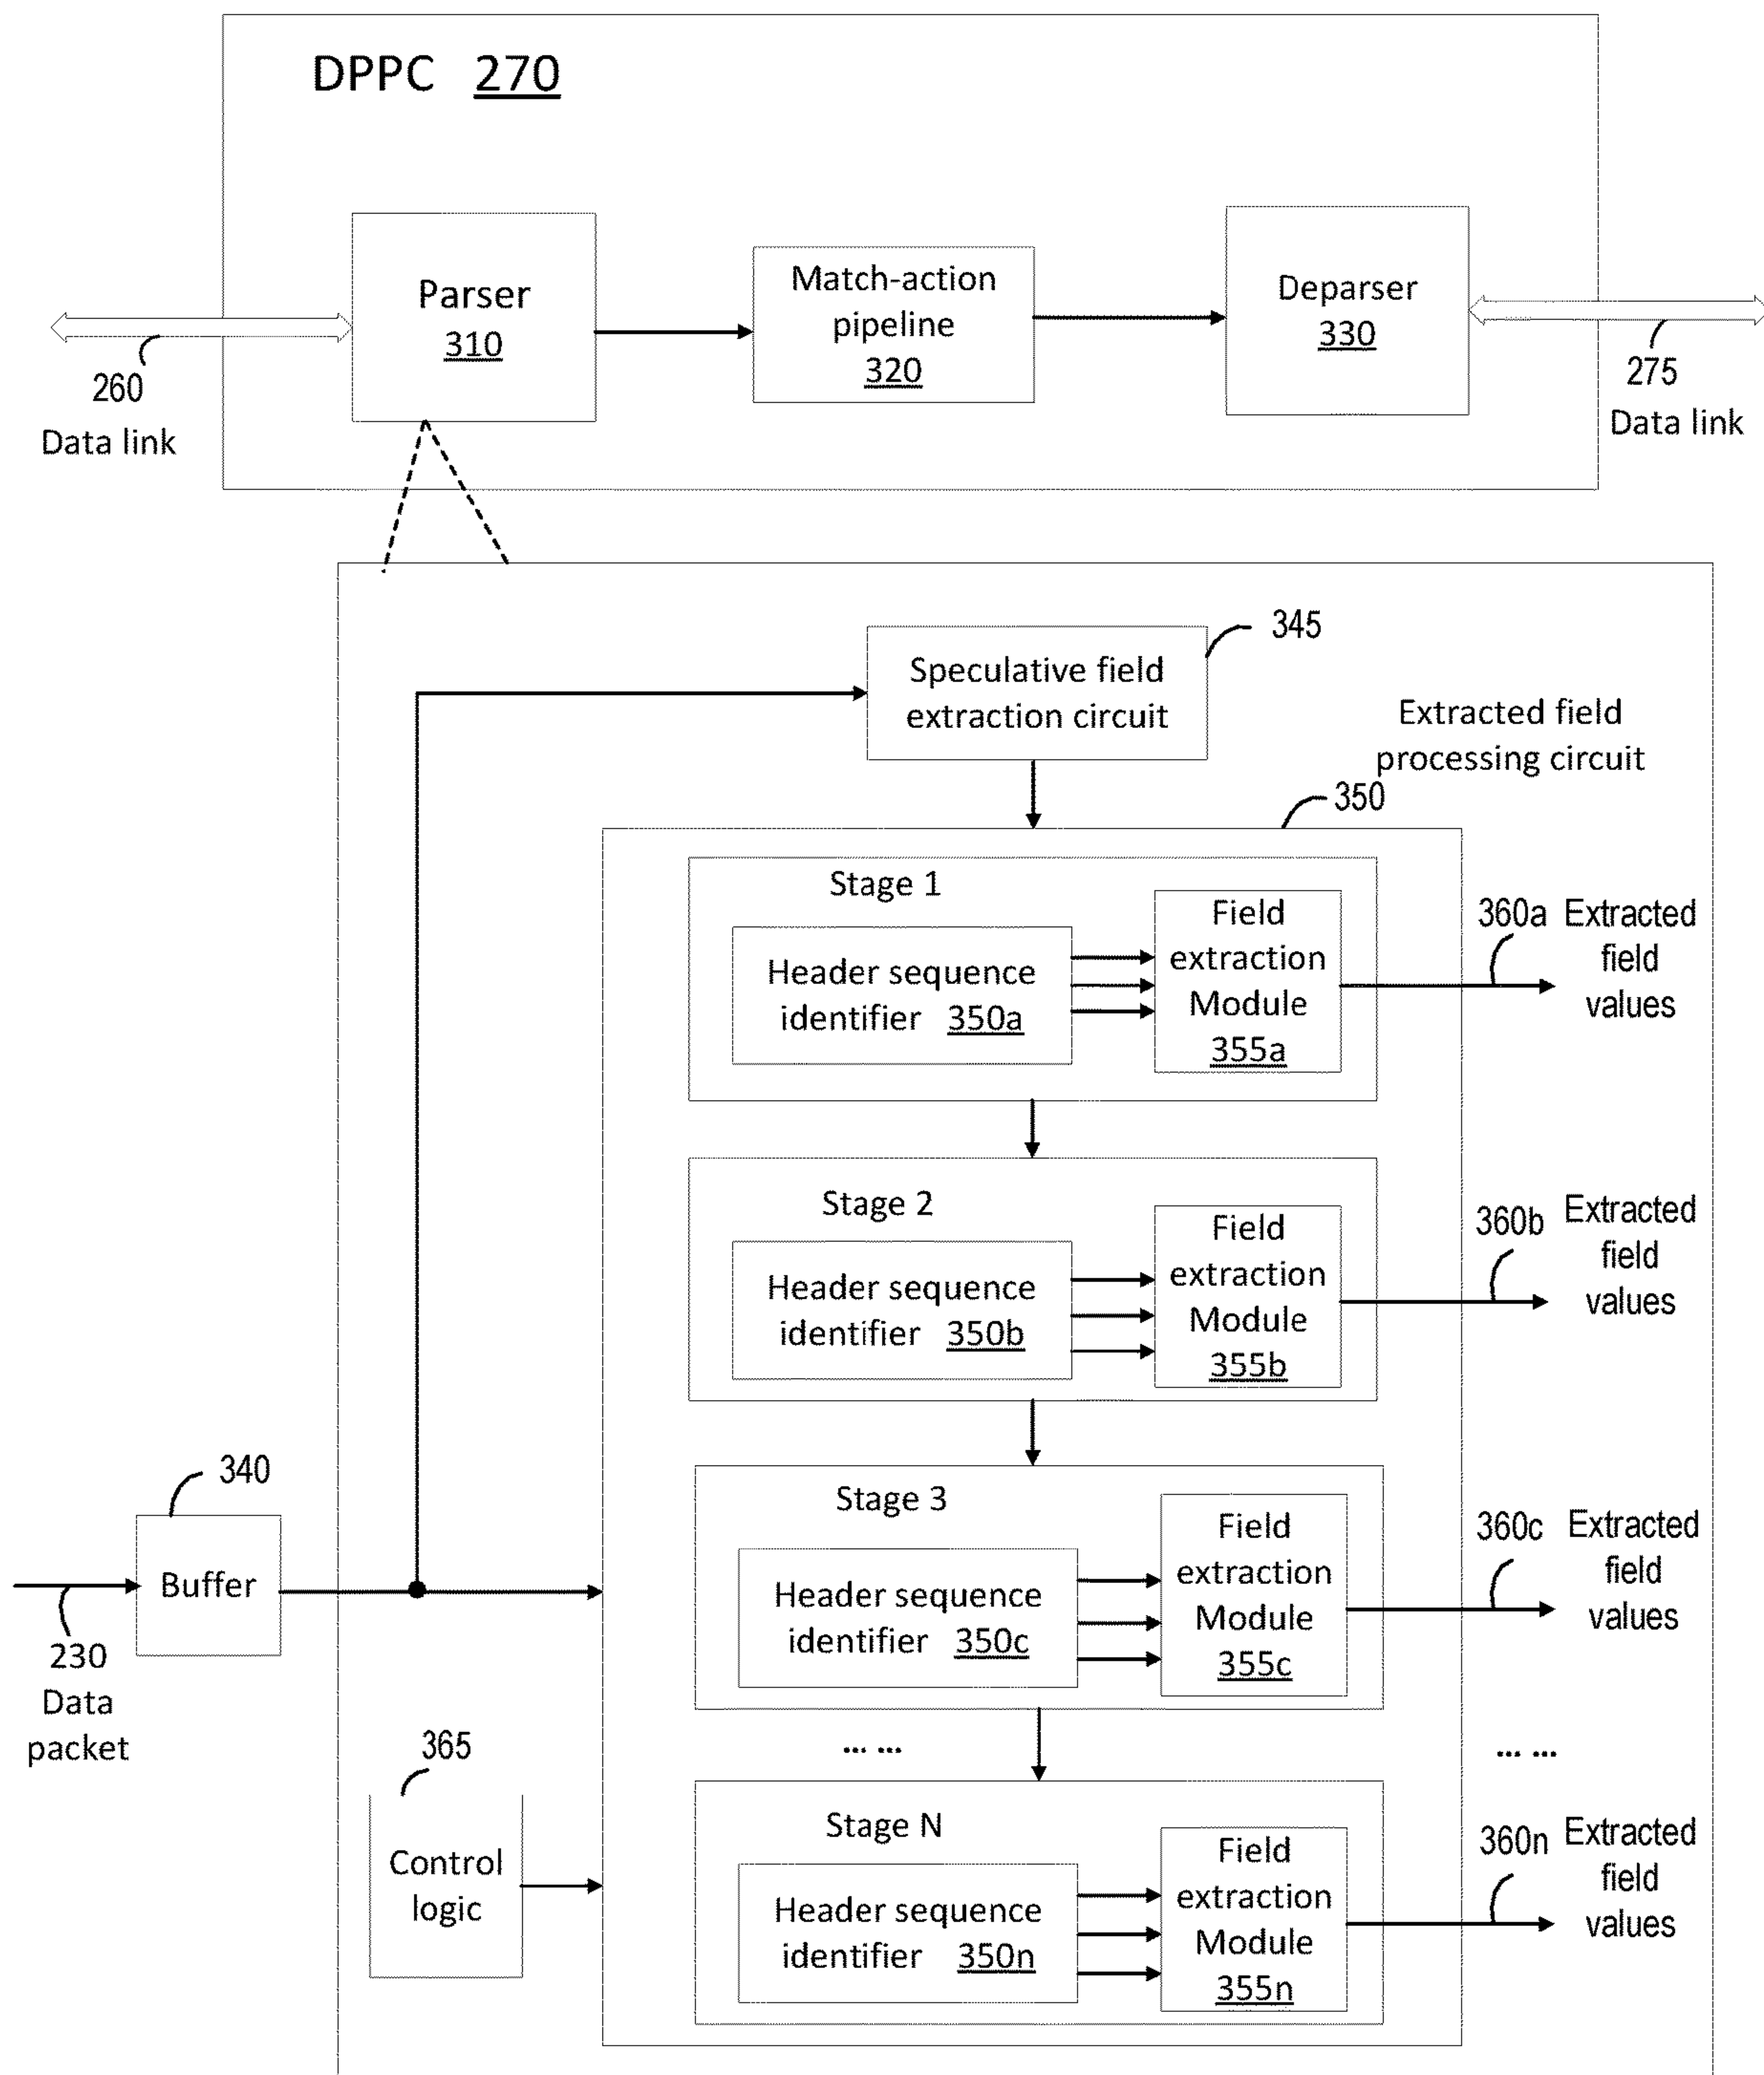 DPPC 270
Parser
310
Match-action
pipeline
320
Deparser
330
260
Data link
275
Data link
345
Speculative field
extraction circuit
Extracted field
processing circuit
350
Stage 1
Header sequence
identifier 350a
Field
extraction
Module
355a
360a Extracted
field
values
Stage 2
Header sequence
identifier 350b
Field
extraction
Module
355b
360b Extracted
field
values
340
Buffer
230
Data
packet
Stage 3
Header sequence
identifier 350c
Field
extraction
Module
355c
360c Extracted
field
values
... ...
... ...
365
Control
logic
Stage N
Header sequence
identifier 350n
Field
extraction
Module
355n
360n Extracted
field
values